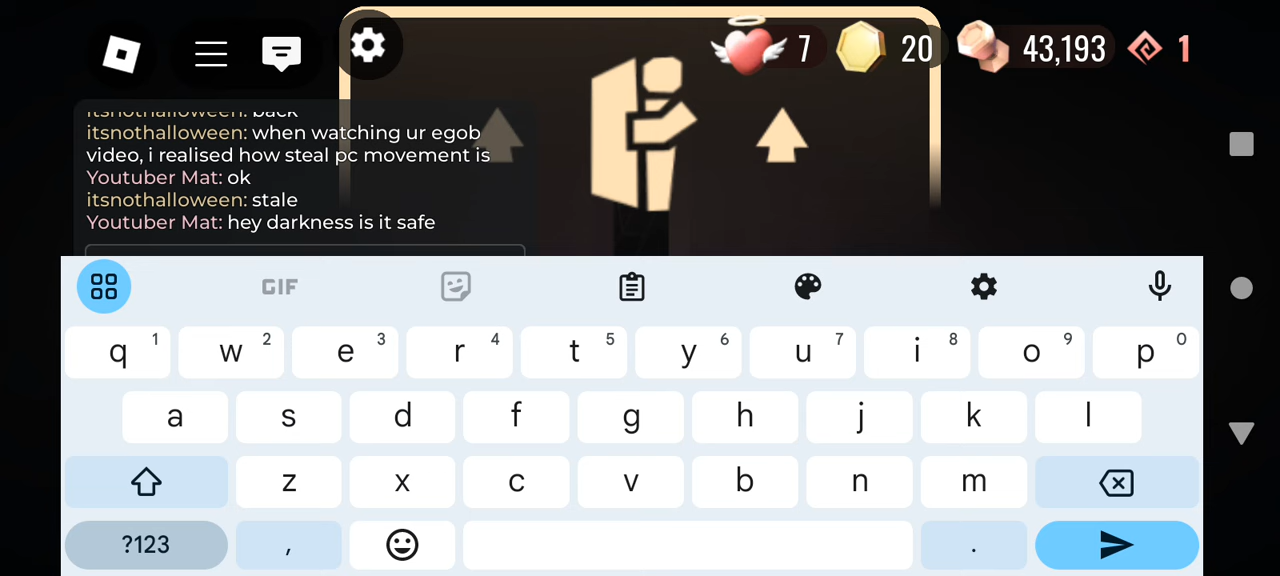 7 20 43,193 1
itsnothalloween: back
itsnothalloween: when watching ur egob
video, i realised how steal pc movement is
Youtuber Mat: ok
itsnothalloween: stale
Youtuber Mat: hey darkness is it safe
GIF
q 1 w 2 e 3 r 4 t 5 y 6 u 7 i 8 o 9 p 0
a s d f g h j k l
z x c v b n m
?123 , .